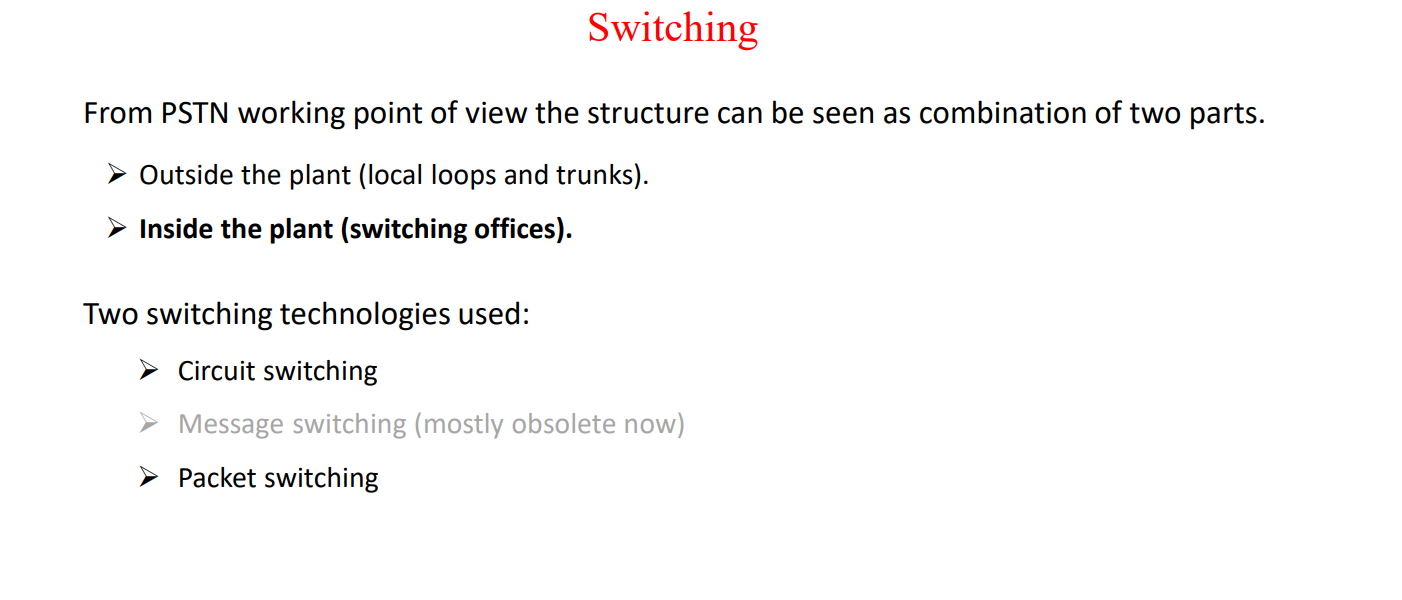 Switching
From PSTN working point of view the structure can be seen as combination of two parts.
➢ Outside the plant (local loops and trunks).
➢ Inside the plant (switching offices).
Two switching technologies used:
➢ Circuit switching
➢ Message switching (mostly obsolete now)
➢ Packet switching